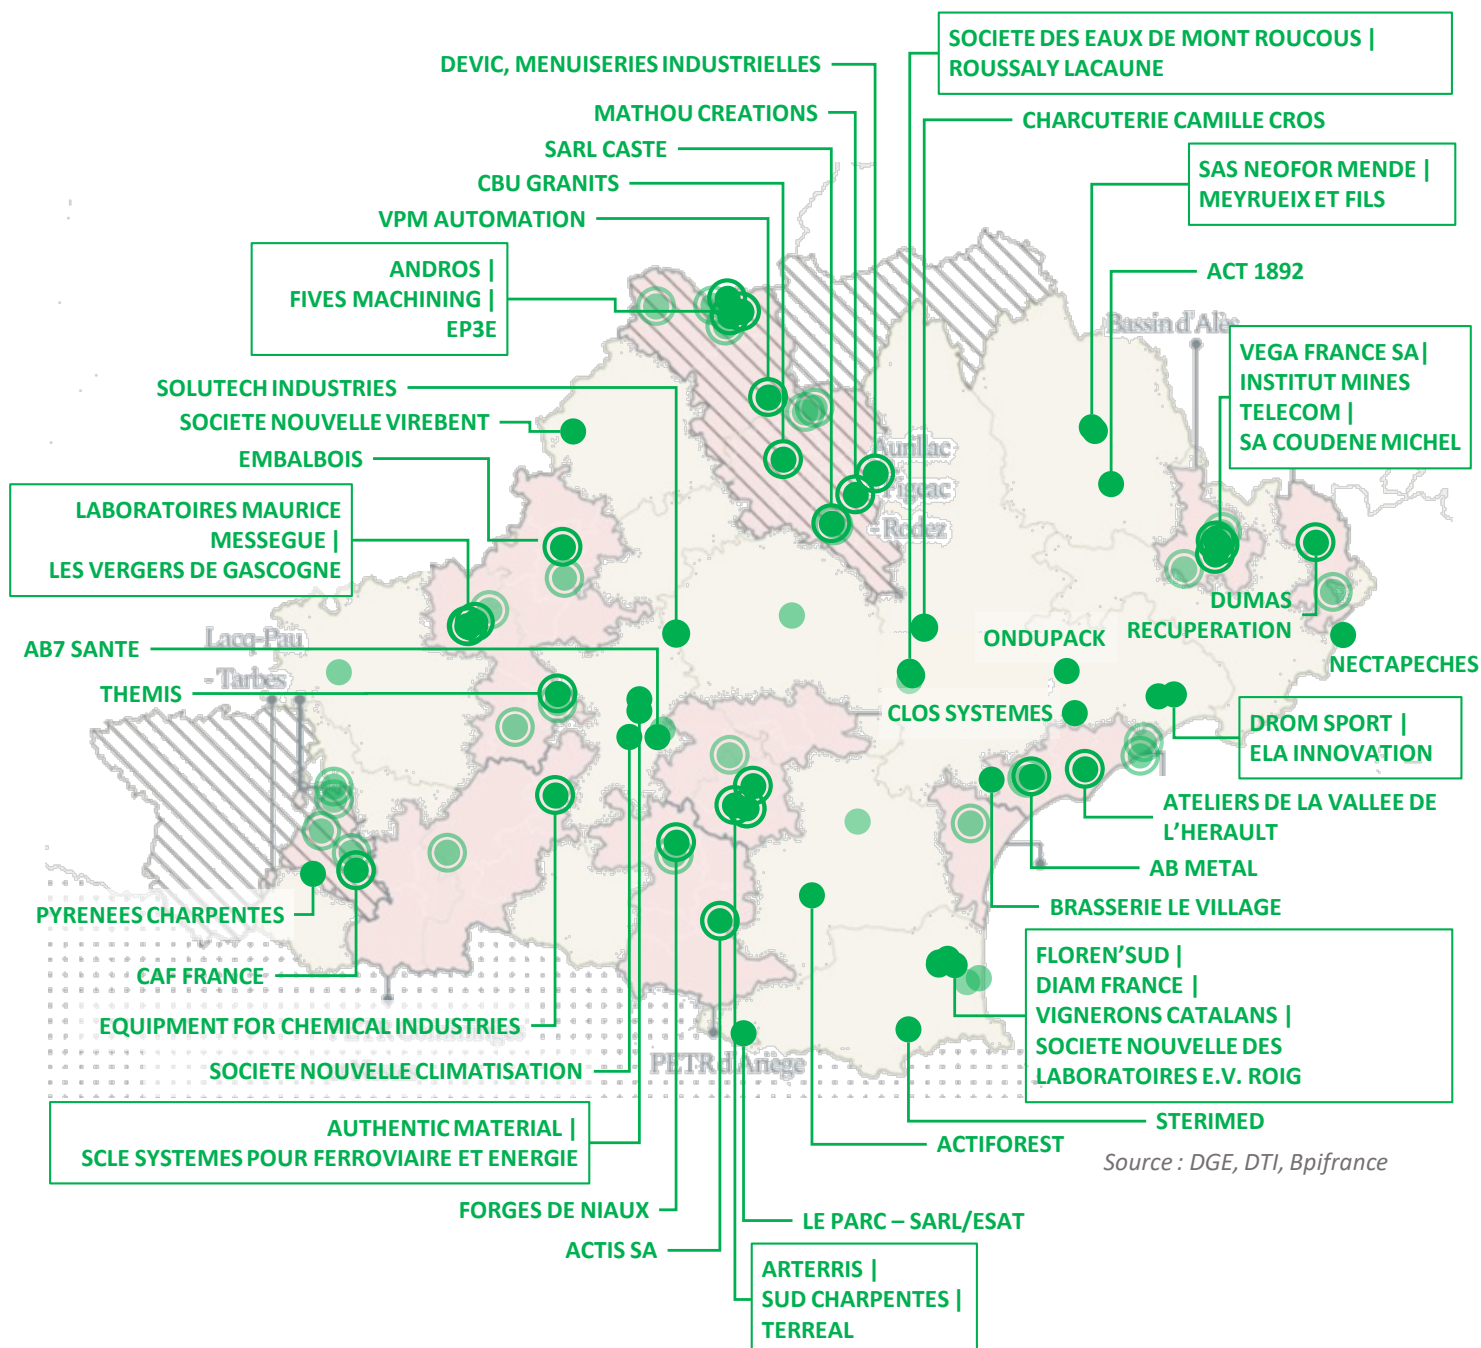 SOCIETE DES EAUX DE MONT ROUCOUS |
ROUSSALY LACAUNE
DEVIC, MENUISERIES INDUSTRIELLES
MATHOU CREATIONS
CHARCUTERIE CAMILLE CROS
SARL CASTE
SAS NEOFOR MENDE |
MEYRUEIX ET FILS
CBU GRANITS
VPM AUTOMATION
ANDROS |
FIVES MACHINING |
EP3E
ACT 1892
Bassin d'Alès
VEGA FRANCE SA|
INSTITUT MINES
TELECOM |
SA COUDENE MICHEL
SOLUTECH INDUSTRIES
SOCIETE NOUVELLE VIREBENT
EMBALBOIS
Aurillac
- Figeac
- Rodez
LABORATOIRES MAURICE
MESSEGUE |
LES VERGERS DE GASCOGNE
DUMAS
RECUPERATION
Lacq-Pau
- Tarbes
AB7 SANTE
ONDUPACK
NECTAPECHES
THEMIS
CLOS SYSTEMES
DROM SPORT |
ELA INNOVATION
ATELIERS DE LA VALLEE DE
L'HERAULT
AB METAL
PYRENEES CHARPENTES
BRASSERIE LE VILLAGE
CAF FRANCE
FLOREN'SUD |
DIAM FRANCE |
VIGNERONS CATALANS |
SOCIETE NOUVELLE DES
LABORATOIRES E.V. ROIG
EQUIPMENT FOR CHEMICAL INDUSTRIES
SOCIETE NOUVELLE CLIMATISATION
PETR d'Ariège
STERIMED
AUTHENTIC MATERIAL |
SCLE SYSTEMES POUR FERROVIAIRE ET ENERGIE
ACTIFOREST
Source : DGE, DTI, Bpifrance
FORGES DE NIAUX
LE PARC – SARL/ESAT
ACTIS SA
ARTERRIS |
SUD CHARPENTES |
TERREAL